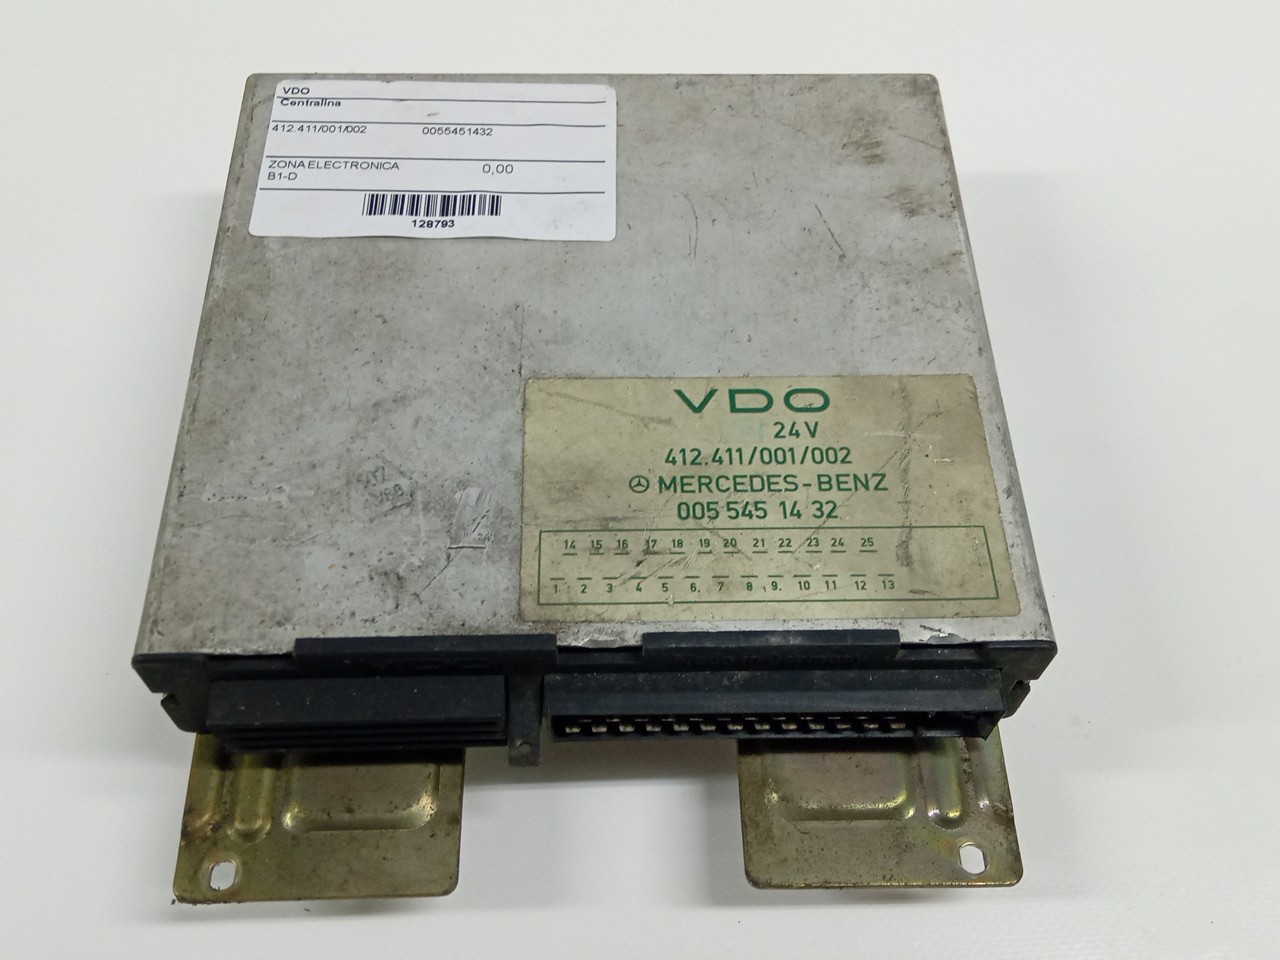 VDO
Centralina
412.411/001/002 0055451432
ZONA ELECTRONICA 0,00
B1-D
128793
VDO
24V
412.411/001/002
MERCEDES-BENZ
005 545 14 32
14 15 16 17 18 19 20 21 22 23 24 25
1 2 3 4 5 6 7 8 9 10 11 12 13